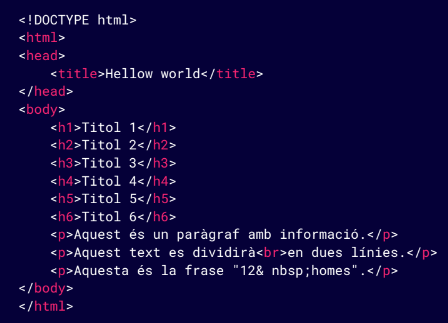 <!DOCTYPE html>
<html>
<head>
<title>Hellow world</title>
</head>
<body>
<h1>Titol 1</h1>
<h2>Titol 2</h2>
<h3>Titol 3</h3>
<h4>Titol 4</h4>
<h5>Titol 5</h5>
<h6>Titol 6</h6>
<p>Aquest és un paràgraf amb informació.</p>
<p>Aquest text es dividirà<br>en dues línies.</p>
<p>Aquesta és la frase "12& nbsp;homes".</p>
</body>
</html>